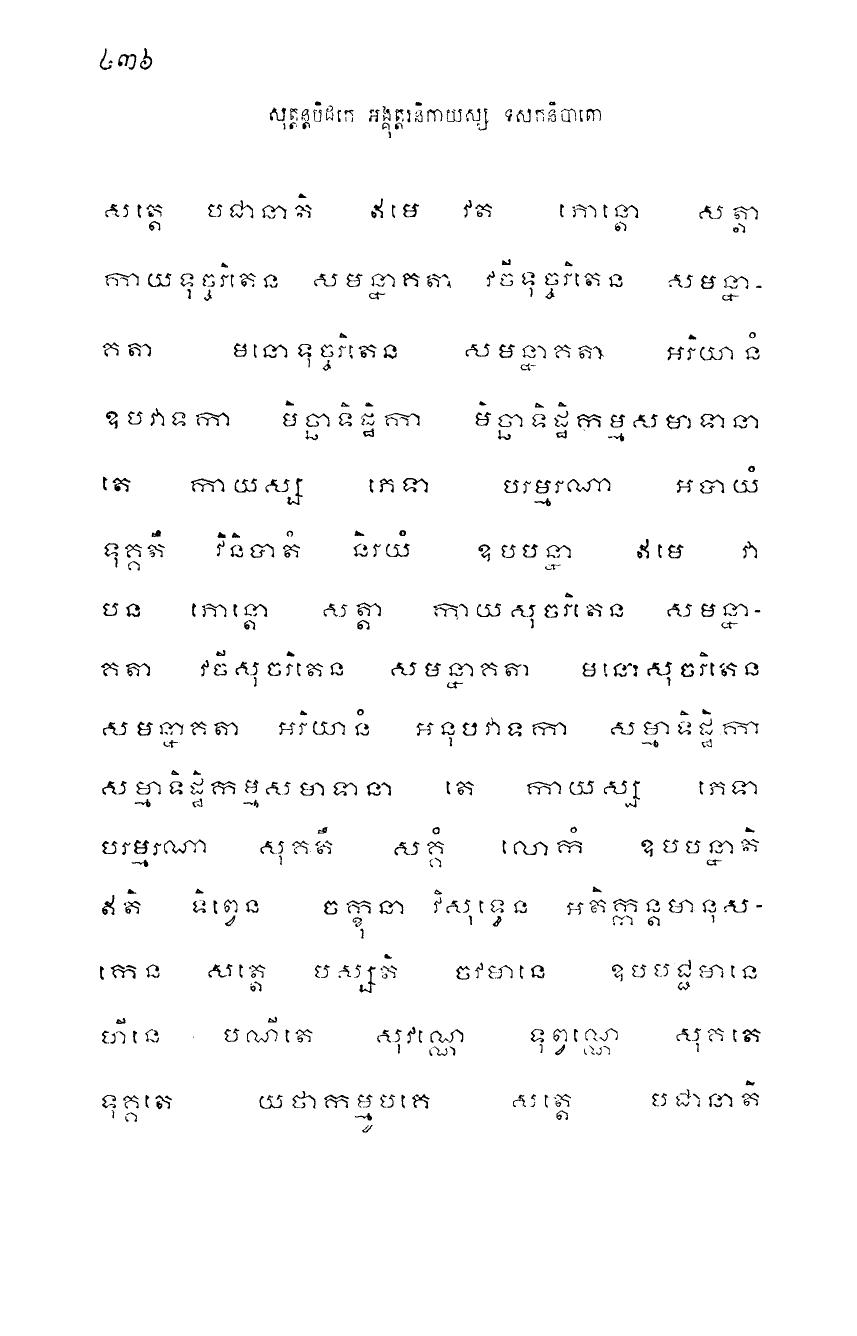 ៤៣៦
សុត្តន្តបិដកេ អង្គុត្តរនិកាយស្ស ទសកនិបាតោ
សត្តេ បជានាតិ ឥមេ វត ភោន្តោ សត្តា
កាយទុច្ចរិតេន សមន្នាគតា វចីទុច្ចរិតេន សមន្នា-
គតា មនោទុច្ចរិតេន សមន្នាគតា អរិយានំ
ឧបវាទកា មិច្ឆាទិដ្ឋិកា មិច្ឆាទិដ្ឋិកម្មសមាទានា
តេ កាយស្ស ភេទា បរម្មរណា អបាយំ
ទុគ្គតឹ វិនិបាតំ និរយំ ឧបបន្នា ឥមេ វា
បន ភោន្តោ សត្តា កាយសុចរិតេន សមន្នា-
គតា វចីសុចរិតេន សមន្នាគតា មនោសុចរិតេន
សមន្នាគតា អរិយានំ អនុបវាទកា សម្មាទិដ្ឋិកា
សម្មាទិដ្ឋិកម្មសមាទានា តេ កាយស្ស ភេទា
បរម្មរណា សុគតឹ សគ្គំ លោកំ ឧបបន្នាតិ
ឥតិ ទិព្វេន ចក្ខុនា វិសុទ្ធេន អតិក្កន្តមានុស-
កេន សត្តេ បស្សតិ ចវមានេ ឧបបជ្ជមានេ
ហីនេ បណីតេ សុវណ្ណេ ទុព្វណ្ណេ សុគតេ
ទុគ្គតេ យថាកម្មូបគេ សត្តេ បជានាតិ